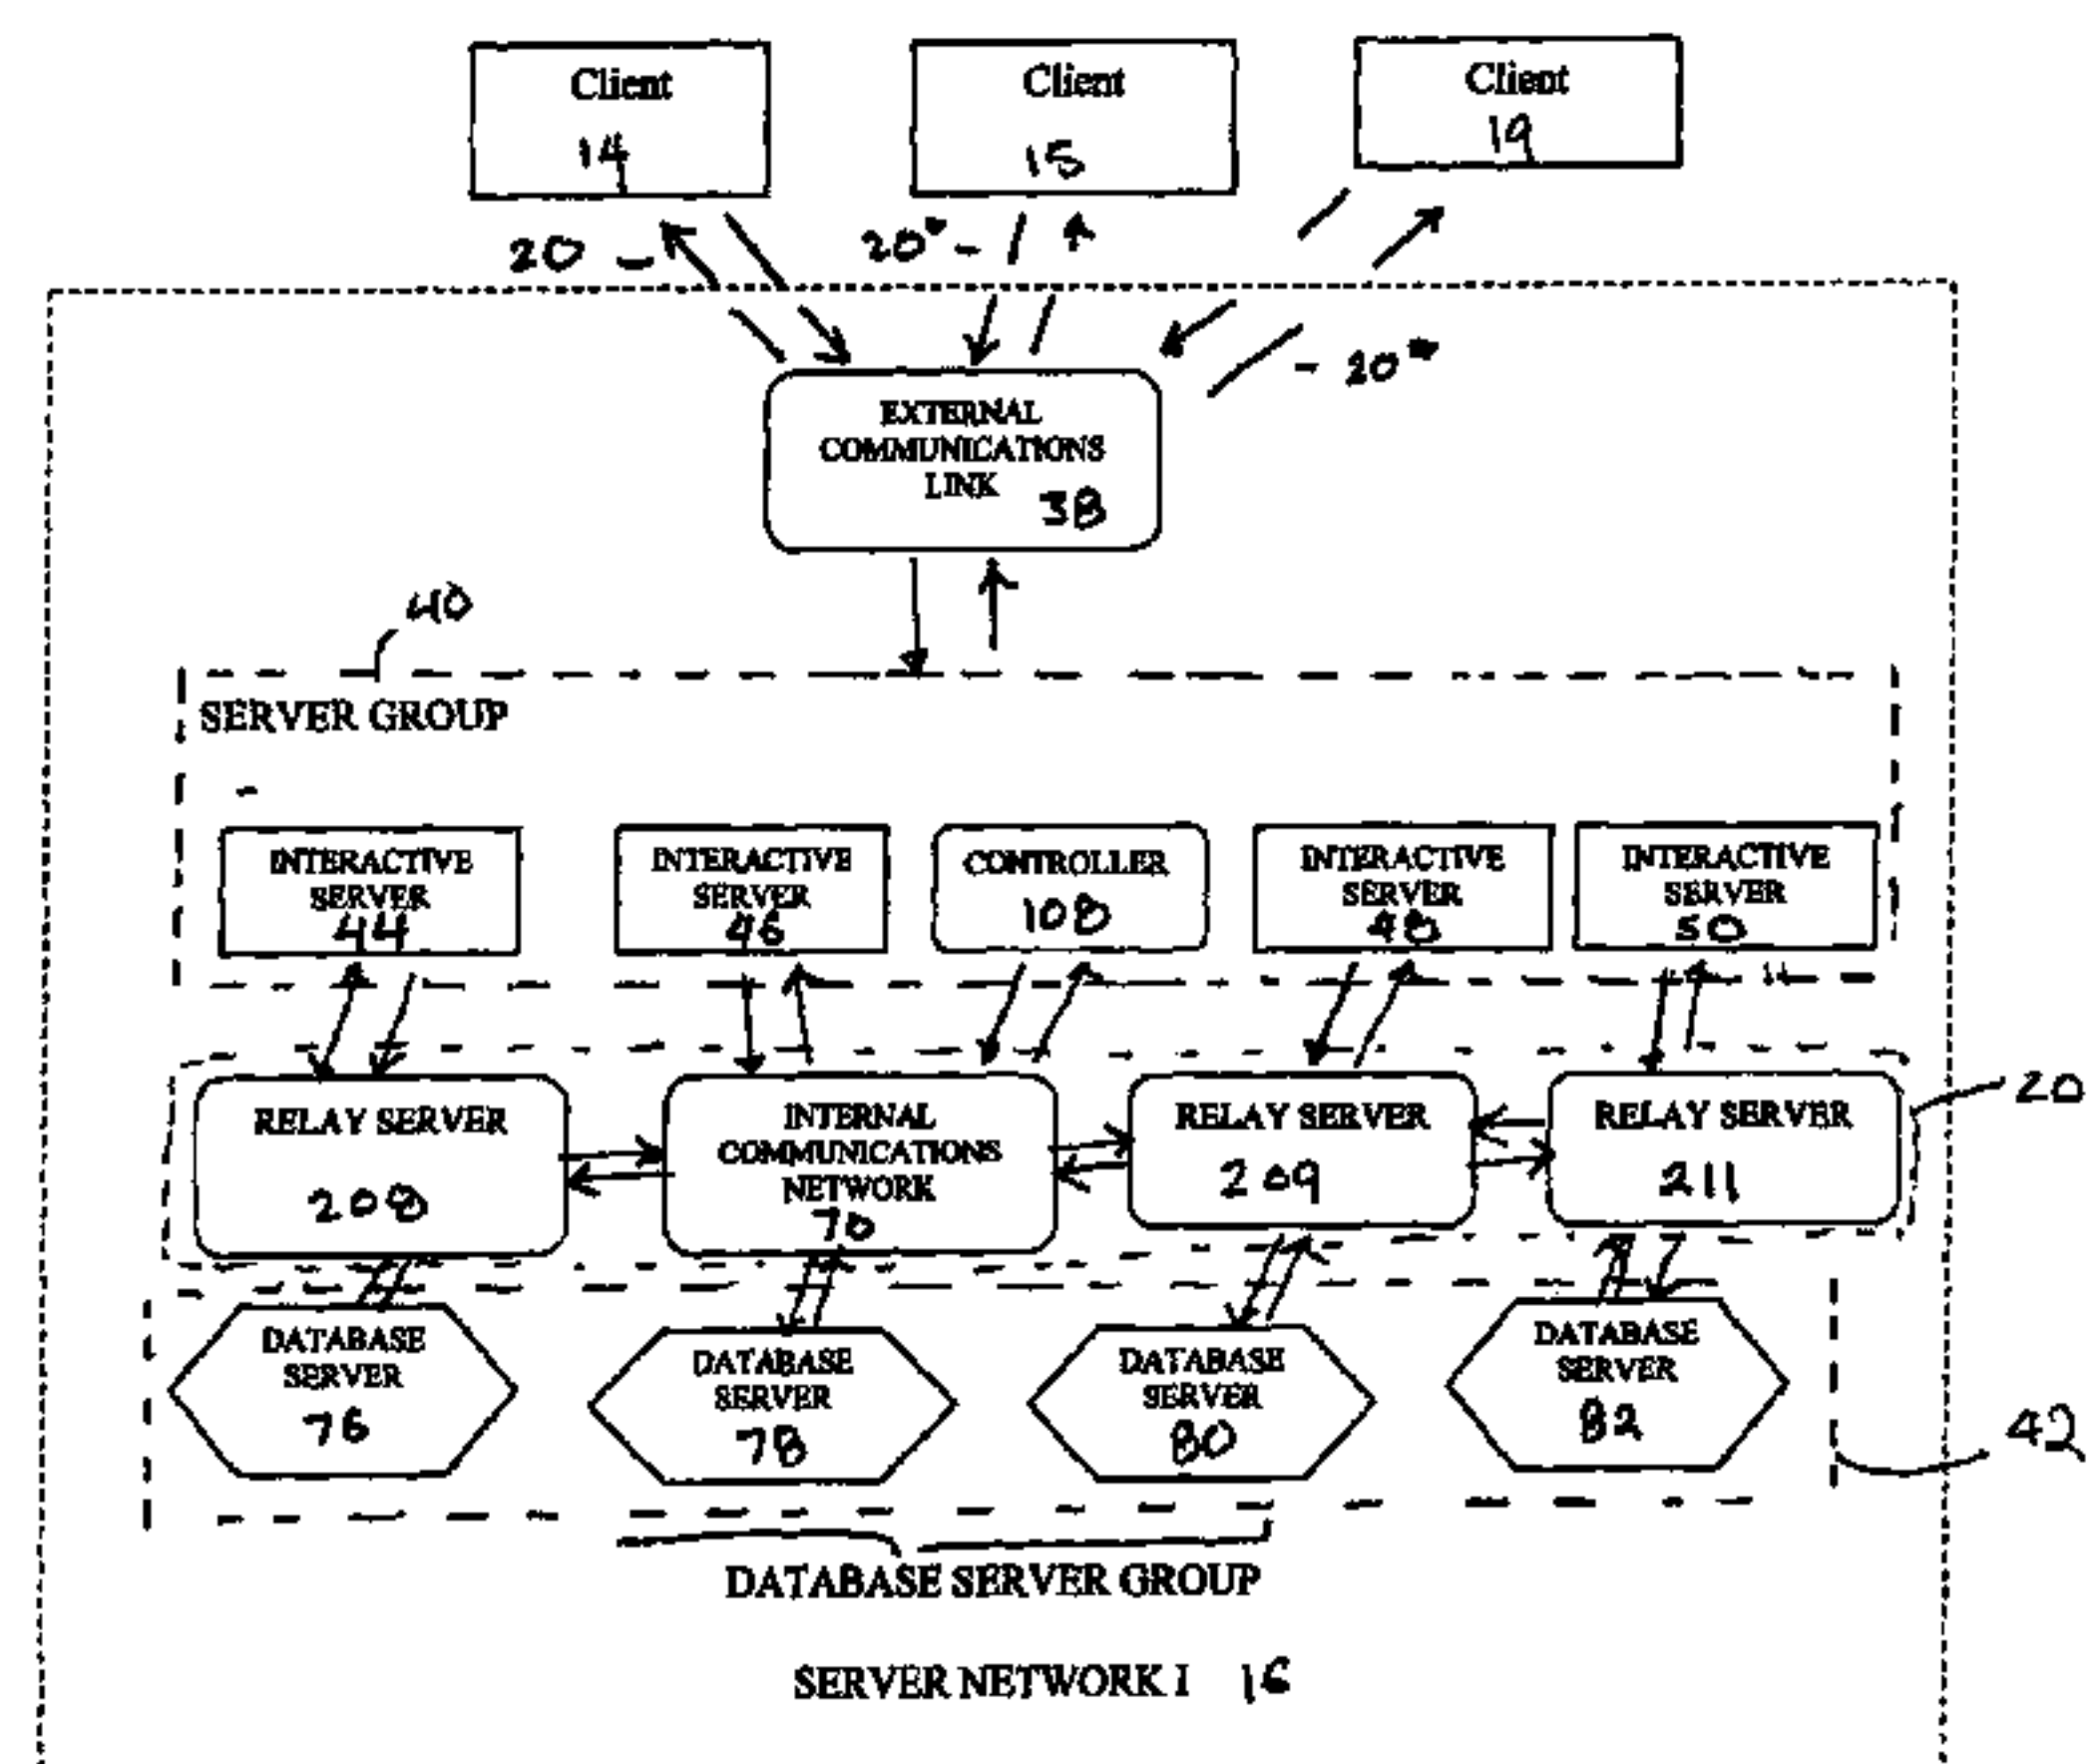 Client
14
Client
15
Client
19
20
20"
20"
EXTERNAL
COMMUNICATIONS
LINK 38
40
SERVER GROUP
INTERACTIVE
SERVER
44
INTERACTIVE
SERVER
46
CONTROLLER
108
INTERACTIVE
SERVER
48
INTERACTIVE
SERVER
50
RELAY SERVER
208
INTERNAL
COMMUNICATIONS
NETWORK
70
RELAY SERVER
209
RELAY SERVER
211
20
DATABASE
SERVER
76
DATABASE
SERVER
78
DATABASE
SERVER
80
DATABASE
SERVER
82
42
DATABASE SERVER GROUP
SERVER NETWORK I 16